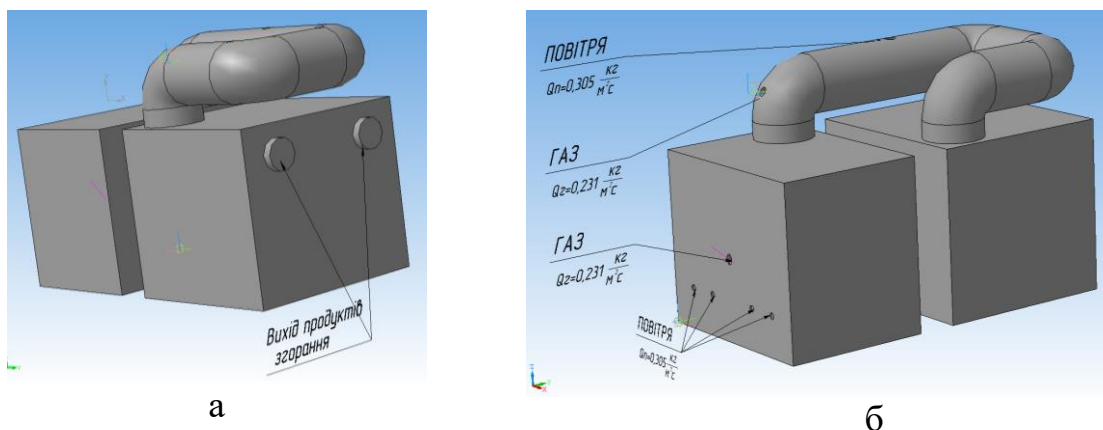 Вихід продуктів
згорання
а
ПОВІТРЯ
Qп=0,305 кг/м²с
ГАЗ
Qг=0,231 кг/м²с
ГАЗ
Qг=0,231 кг/м²с
ПОВІТРЯ
Qп=0,305 кг/м²с
б